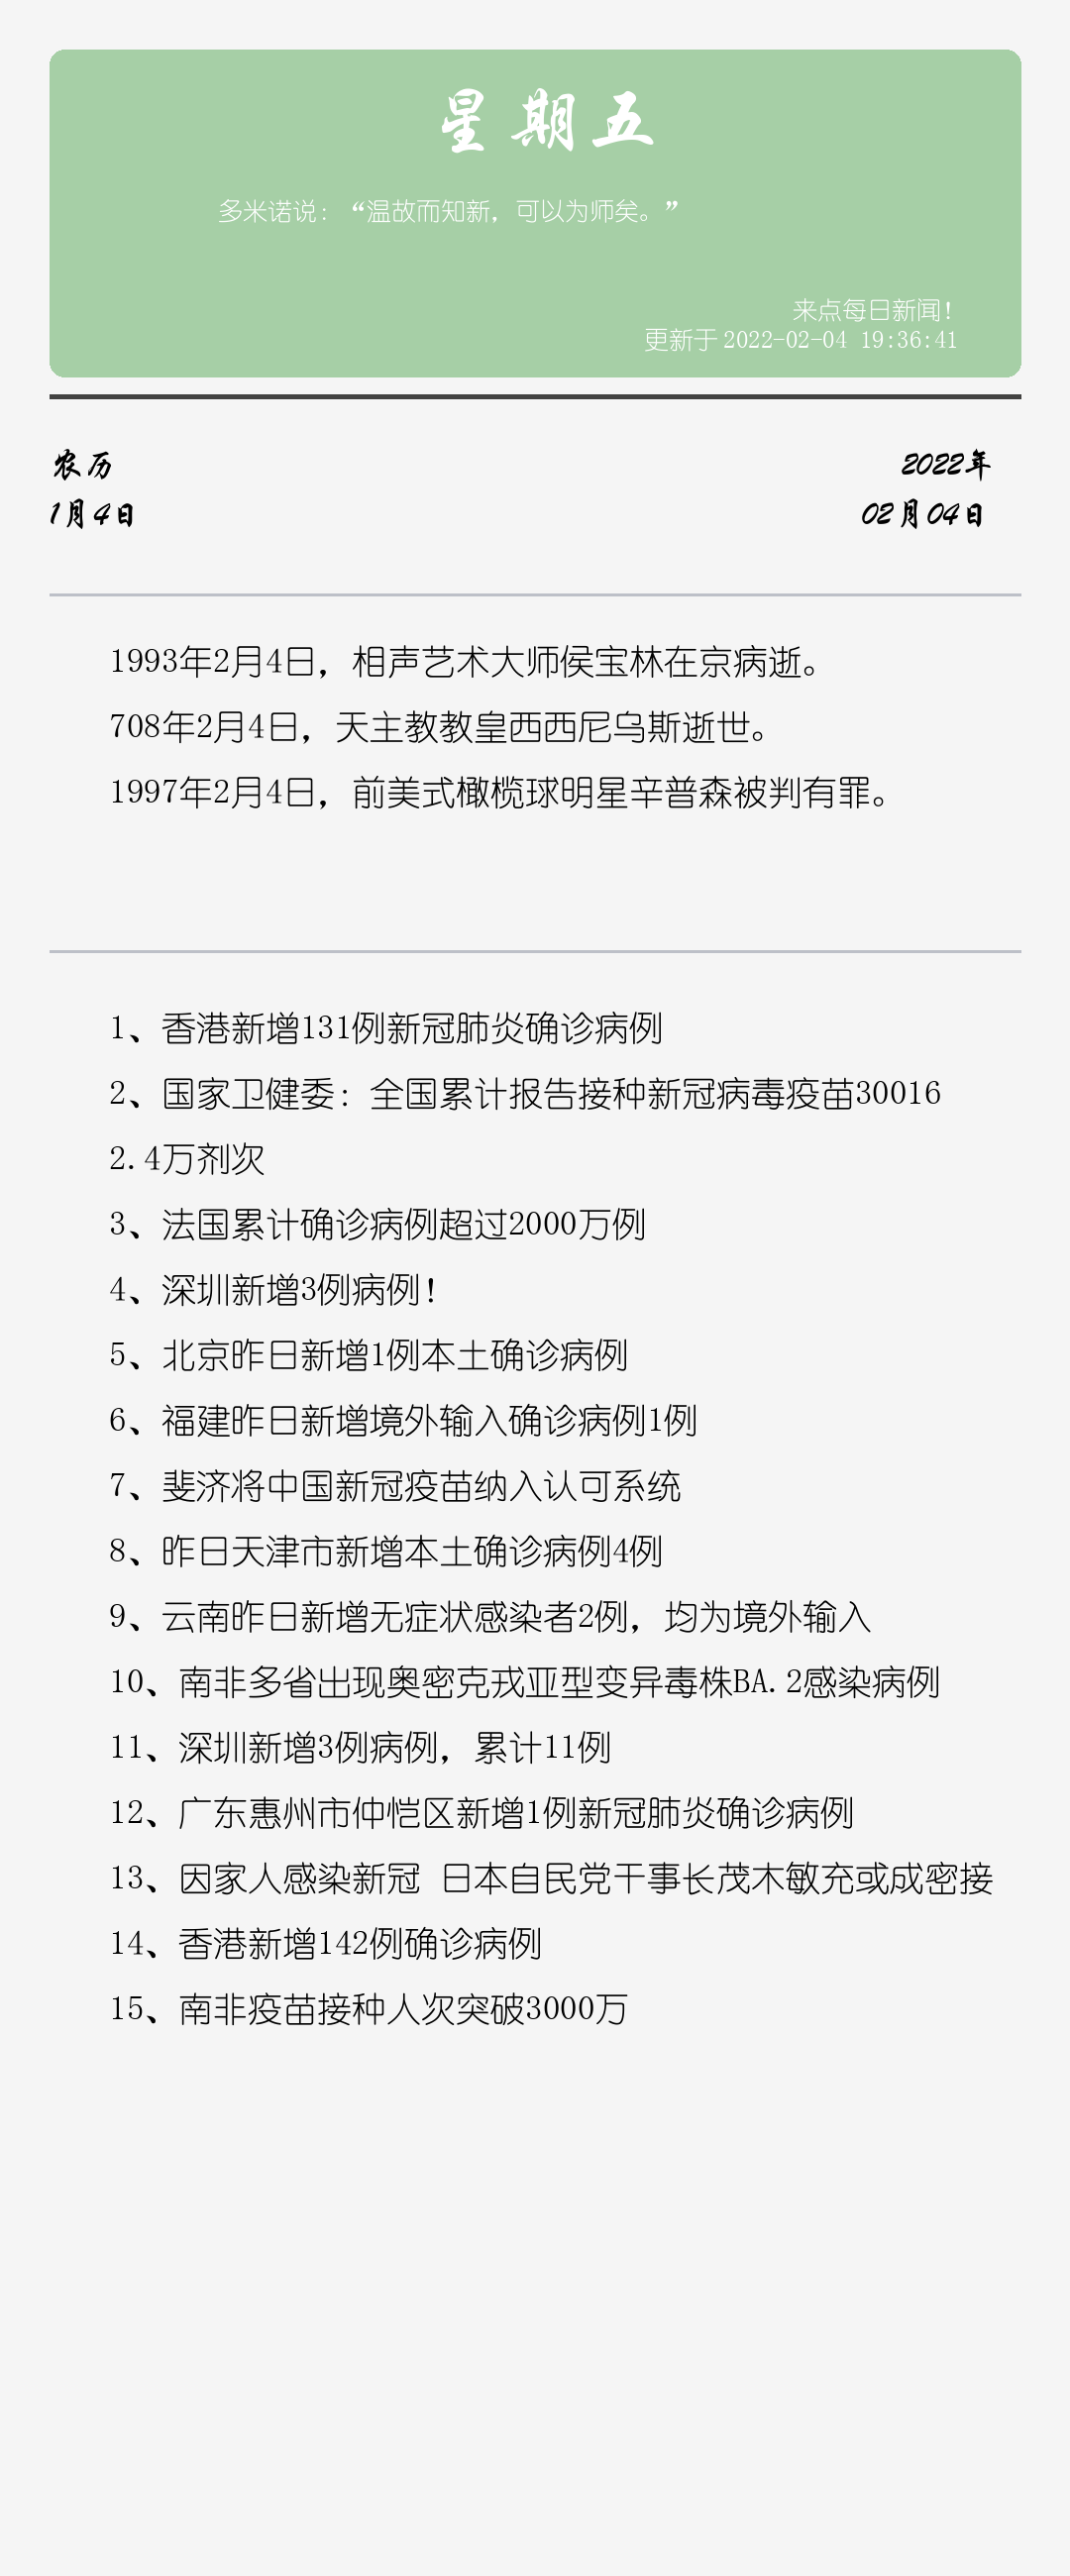 星期五
多米诺说：“温故而知新，可以为师矣。”
来点每日新闻！
更新于 2022-02-04 19:36:41
农历
2022年
1月4日
02月04日
1993年2月4日，相声艺术大师侯宝林在京病逝。
708年2月4日，天主教教皇西西尼乌斯逝世。
1997年2月4日，前美式橄榄球明星辛普森被判有罪。
1、香港新增131例新冠肺炎确诊病例
2、国家卫健委：全国累计报告接种新冠病毒疫苗30016
2.4万剂次
3、法国累计确诊病例超过2000万例
4、深圳新增3例病例！
5、北京昨日新增1例本土确诊病例
6、福建昨日新增境外输入确诊病例1例
7、斐济将中国新冠疫苗纳入认可系统
8、昨日天津市新增本土确诊病例4例
9、云南昨日新增无症状感染者2例，均为境外输入
10、南非多省出现奥密克戎亚型变异毒株BA.2感染病例
11、深圳新增3例病例，累计11例
12、广东惠州市仲恺区新增1例新冠肺炎确诊病例
13、因家人感染新冠 日本自民党干事长茂木敏充或成密接
14、香港新增142例确诊病例
15、南非疫苗接种人次突破3000万